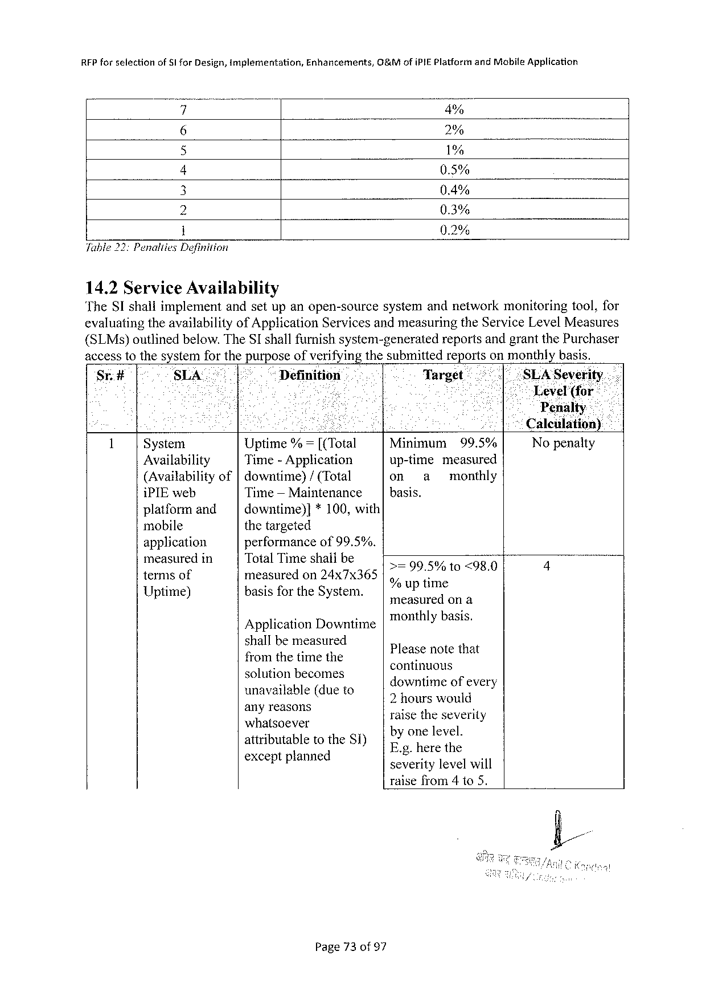 RFP for selection of SI for Design, Implementation, Enhancements, O&M of iPIE Platform and Mobile Application
7 4%
6 2%
5 1%
4 0.5%
3 0.4%
2 0.3%
1 0.2%
Table 22: Penalties Definition
14.2 Service Availability
The SI shall implement and set up an open-source system and network monitoring tool, for
evaluating the availability of Application Services and measuring the Service Level Measures
(SLMs) outlined below. The SI shall furnish system-generated reports and grant the Purchaser
access to the system for the purpose of verifying the submitted reports on monthly basis.
Sr. # SLA Definition Target SLA Severity
Level (for
Penalty
Calculation)
1
System
Availability
(Availability of
iPIE web
platform and
mobile
application
measured in
terms of
Uptime)
Uptime % = [(Total
Time - Application
downtime) / (Total
Time – Maintenance
downtime)] * 100, with
the targeted
performance of 99.5%.
Total Time shall be
measured on 24x7x365
basis for the System.
Application Downtime
shall be measured
from the time the
solution becomes
unavailable (due to
any reasons
whatsoever
attributable to the SI)
except planned
Minimum 99.5%
up-time measured
on a monthly
basis.
No penalty
>= 99.5% to <98.0
% up time
measured on a
monthly basis.
Please note that
continuous
downtime of every
2 hours would
raise the severity
by one level.
E.g. here the
severity level will
raise from 4 to 5.
4
/Anil C Kandpal
Page 73 of 97